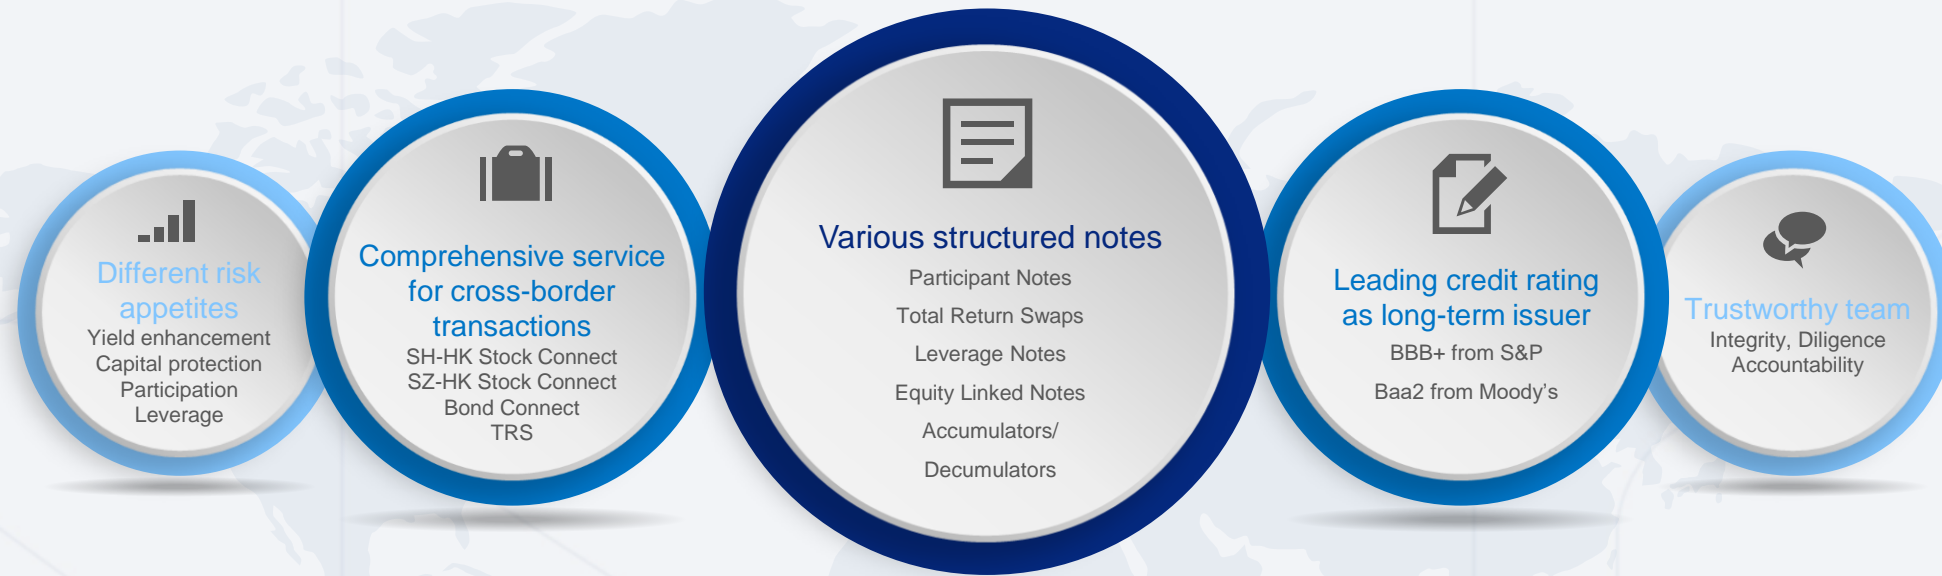 Different risk
appetites
Yield enhancement
Capital protection
Participation
Leverage
Comprehensive service
for cross-border
transactions
SH-HK Stock Connect
SZ-HK Stock Connect
Bond Connect
TRS
Various structured notes
Participant Notes
Total Return Swaps
Leverage Notes
Equity Linked Notes
Accumulators/
Decumulators
Leading credit rating
as long-term issuer
BBB+ from S&P
Baa2 from Moody’s
Trustworthy team
Integrity, Diligence
Accountability